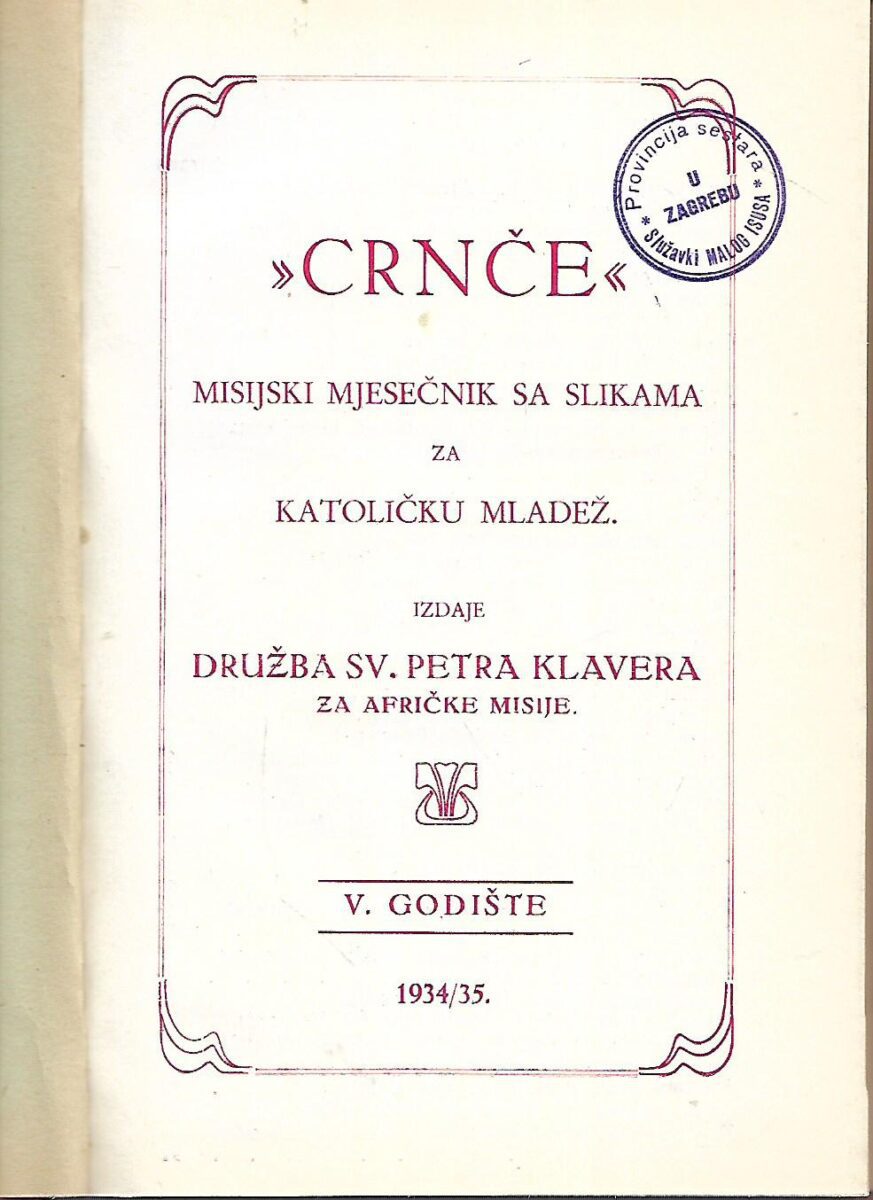 »CRNČE«
MISIJSKI MJESEČNIK SA SLIKAMA
ZA
KATOLIČKU MLADEŽ.
IZDAJE
DRUŽBA SV. PETRA KLAVERA
ZA AFRIČKE MISIJE.
V. GODIŠTE
1934/35.
Provincija sestara
U
ZAGREBU
* Služavki MALOG ISUSA *